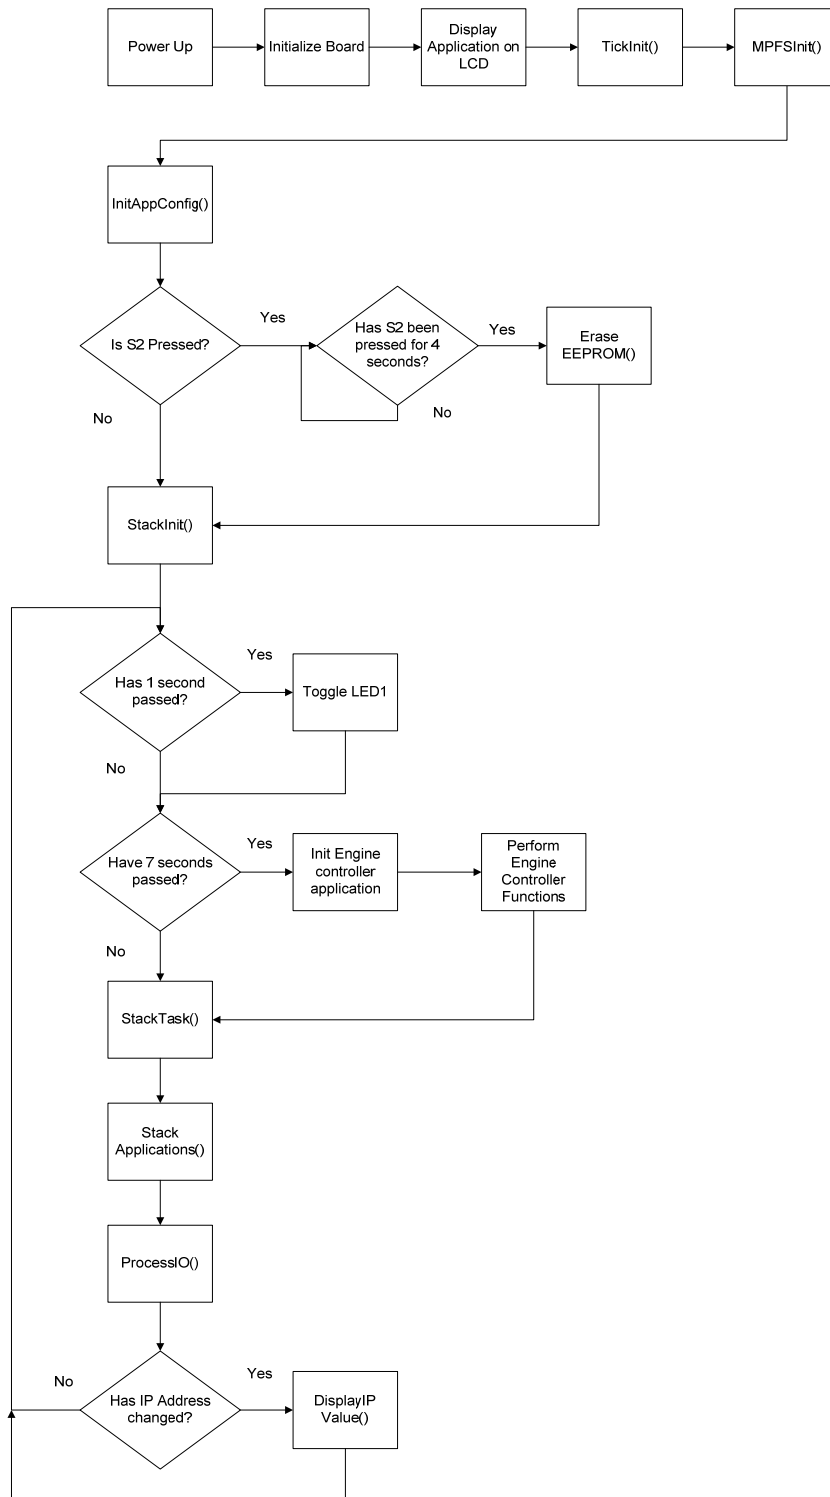 Power Up
Initialize Board
Display
Application on
LCD
TickInit()
MPFSInit()
InitAppConfig()
Is S2 Pressed?
Yes
Has S2 been
pressed for 4
seconds?
Yes
Erase
EEPROM()
No
No
StackInit()
Has 1 second
passed?
Yes
Toggle LED1
No
Have 7 seconds
passed?
Yes
Init Engine
controller
application
Perform
Engine
Controller
Functions
No
StackTask()
Stack
Applications()
ProcessIO()
Has IP Address
changed?
No
Yes
DisplayIP
Value()